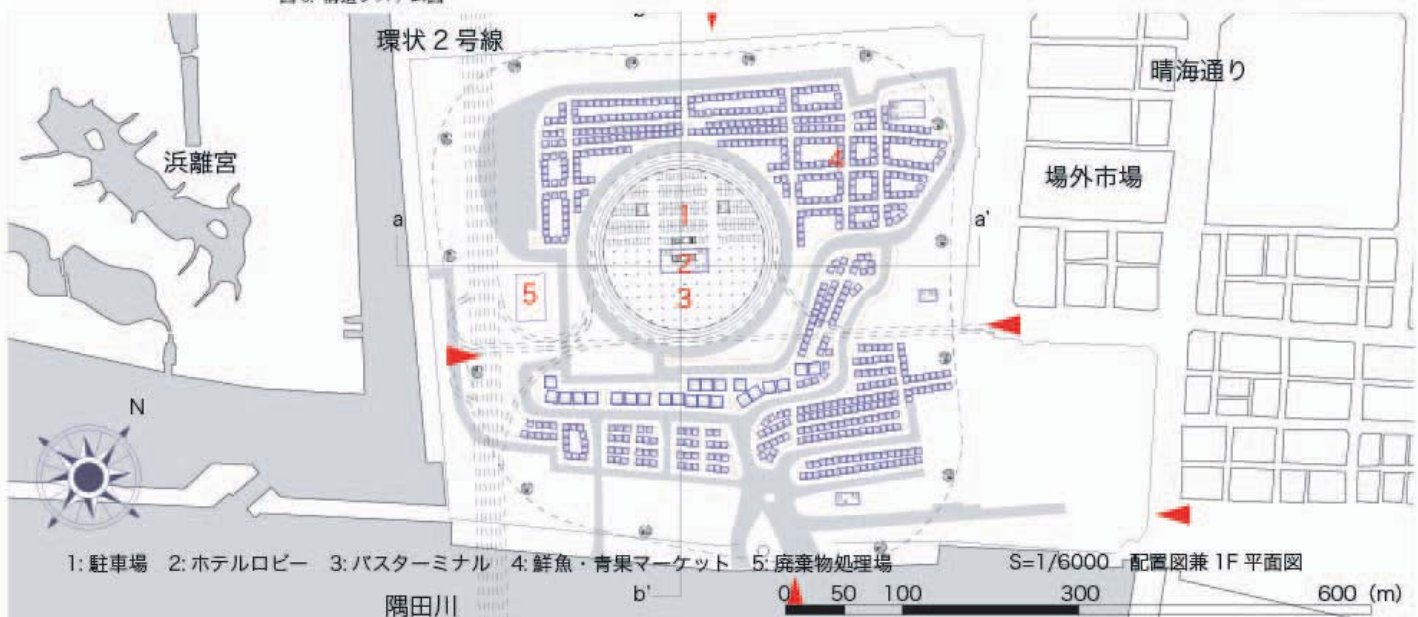 環状2号線
晴海通り
浜離宮
4
場外市場
1
a
a'
2
5
3
N
1: 駐車場 2: ホテルロビー 3: バスターミナル 4: 鮮魚・青果マーケット 5: 廃棄物処理場 S=1/6000 配置図兼 1F 平面図
隅田川
b'
0 50 100 300 600 (m)